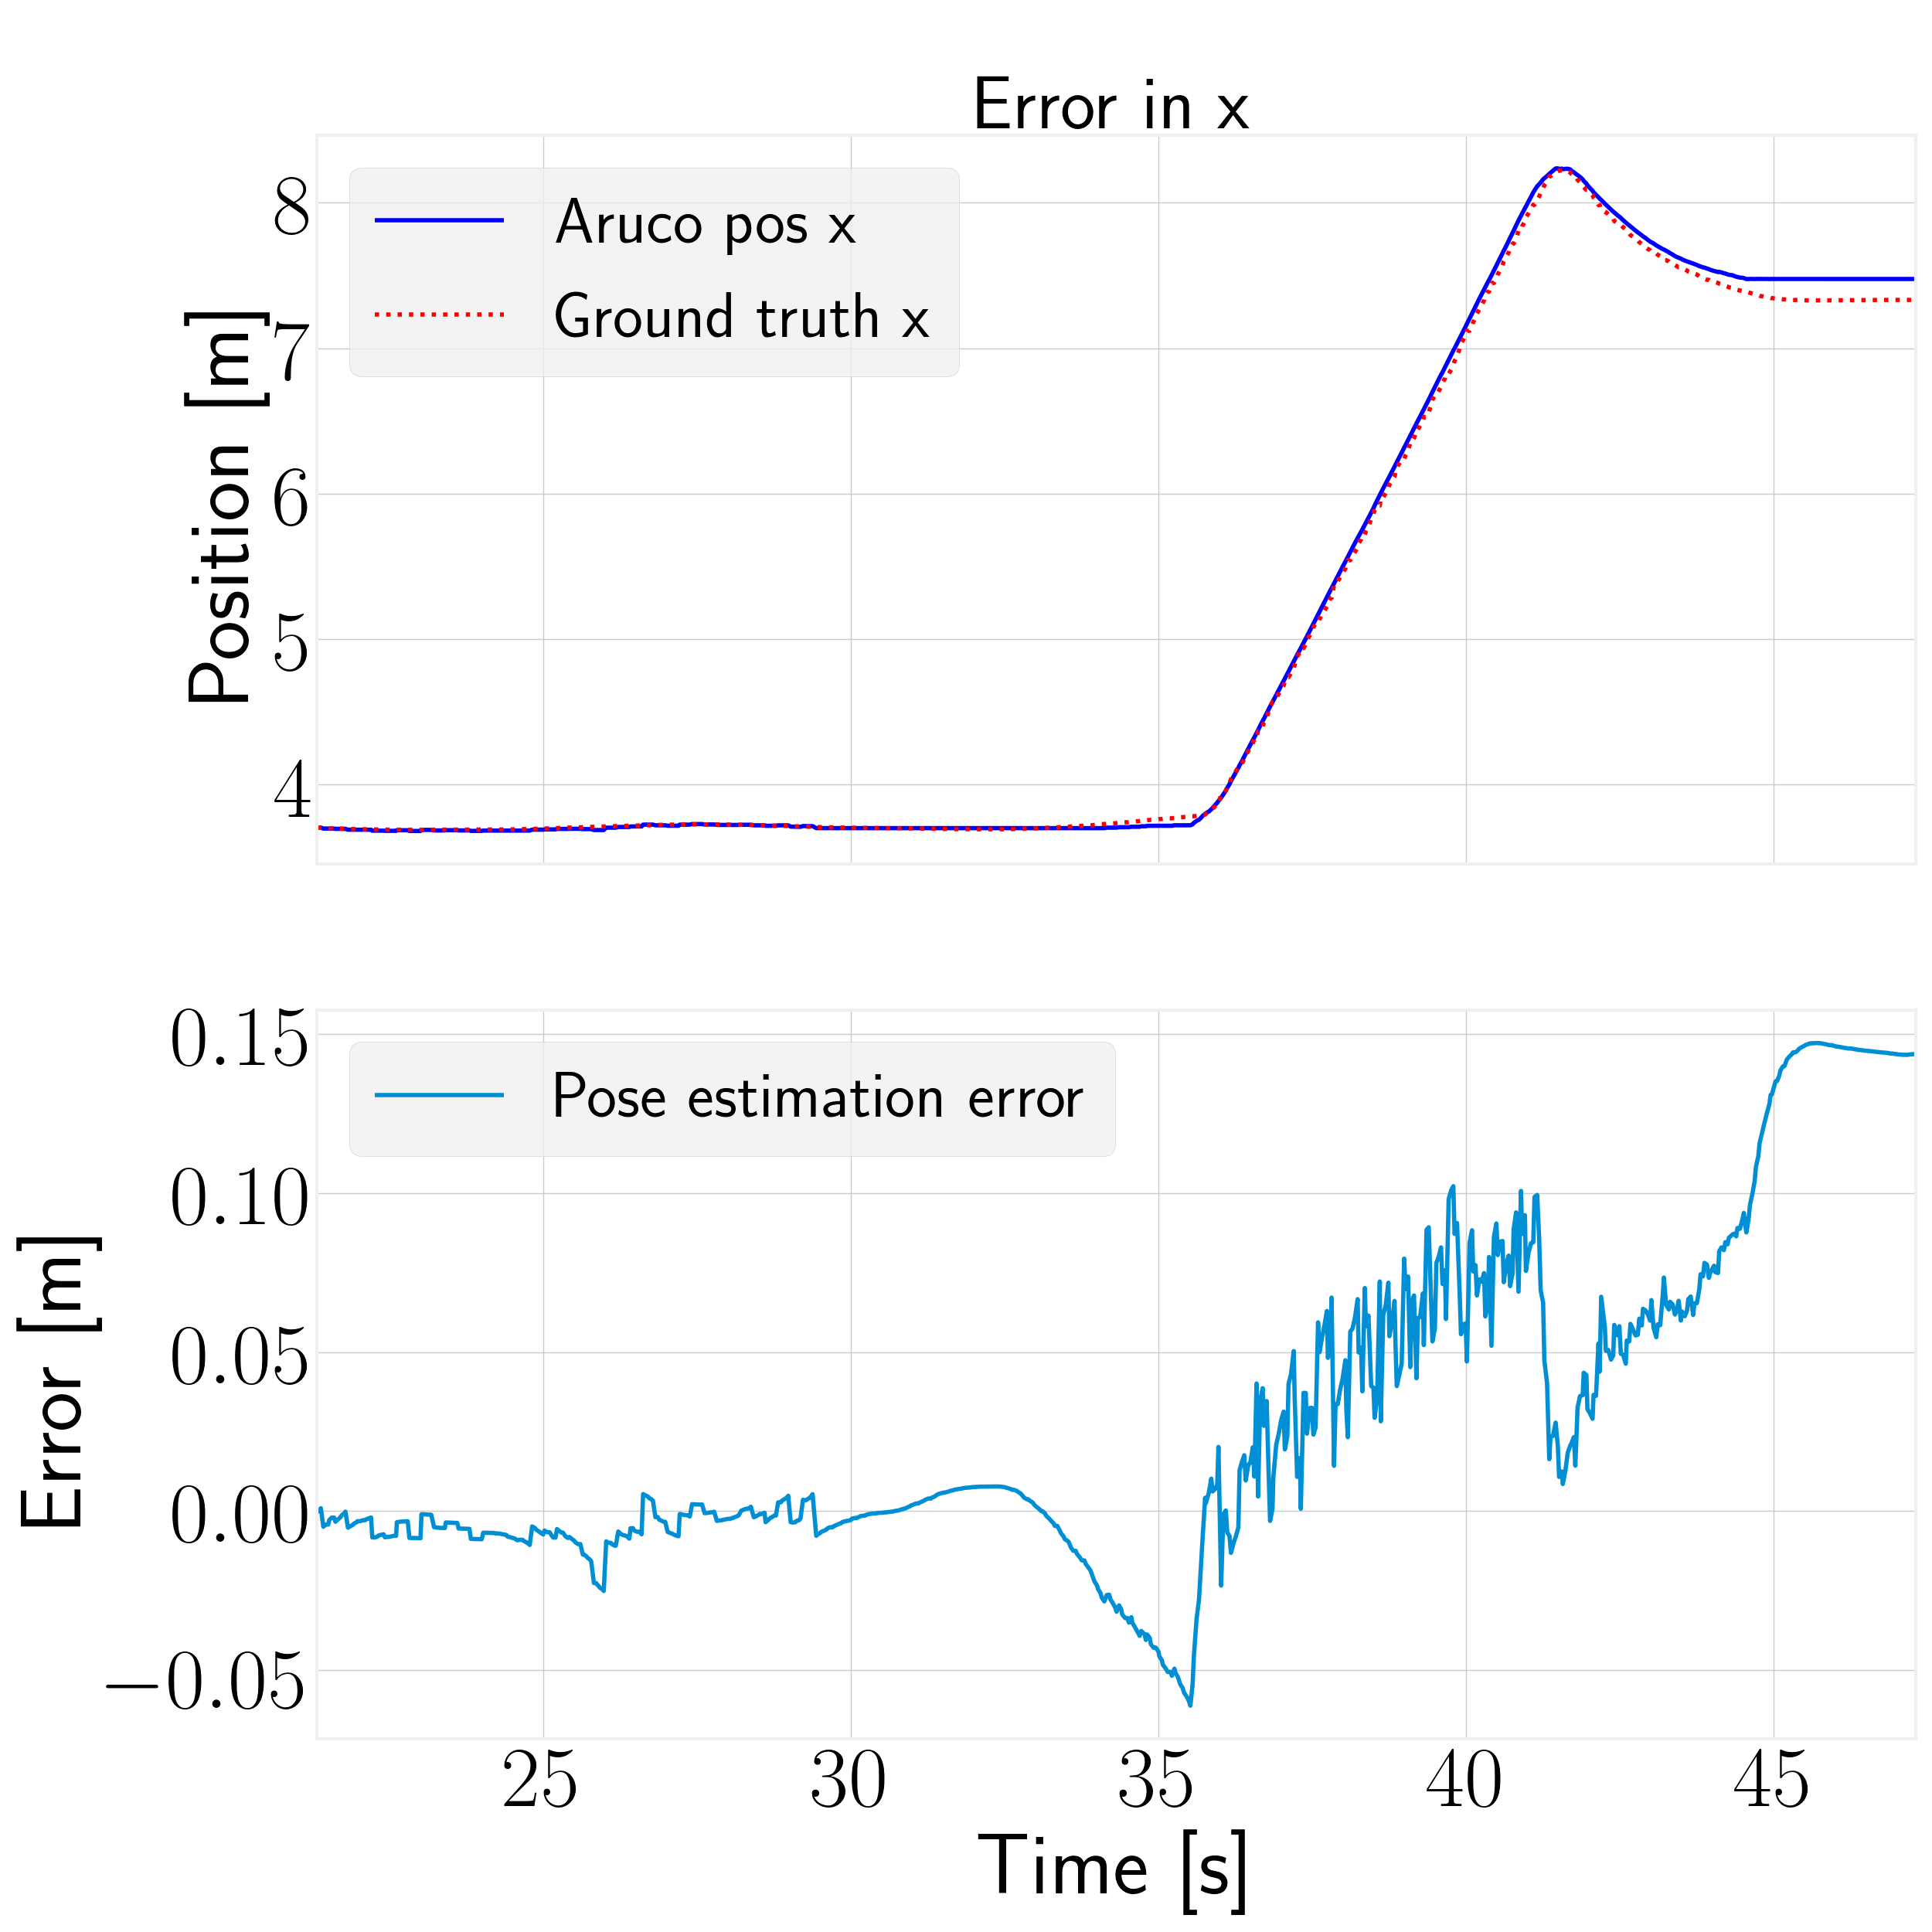 Error in x
Position [m]
8
7
6
5
4
Aruco pos x
Ground truth x
Error [m]
0.15
0.10
0.05
0.00
−0.05
Pose estimation error
25 30 35 40 45
Time [s]